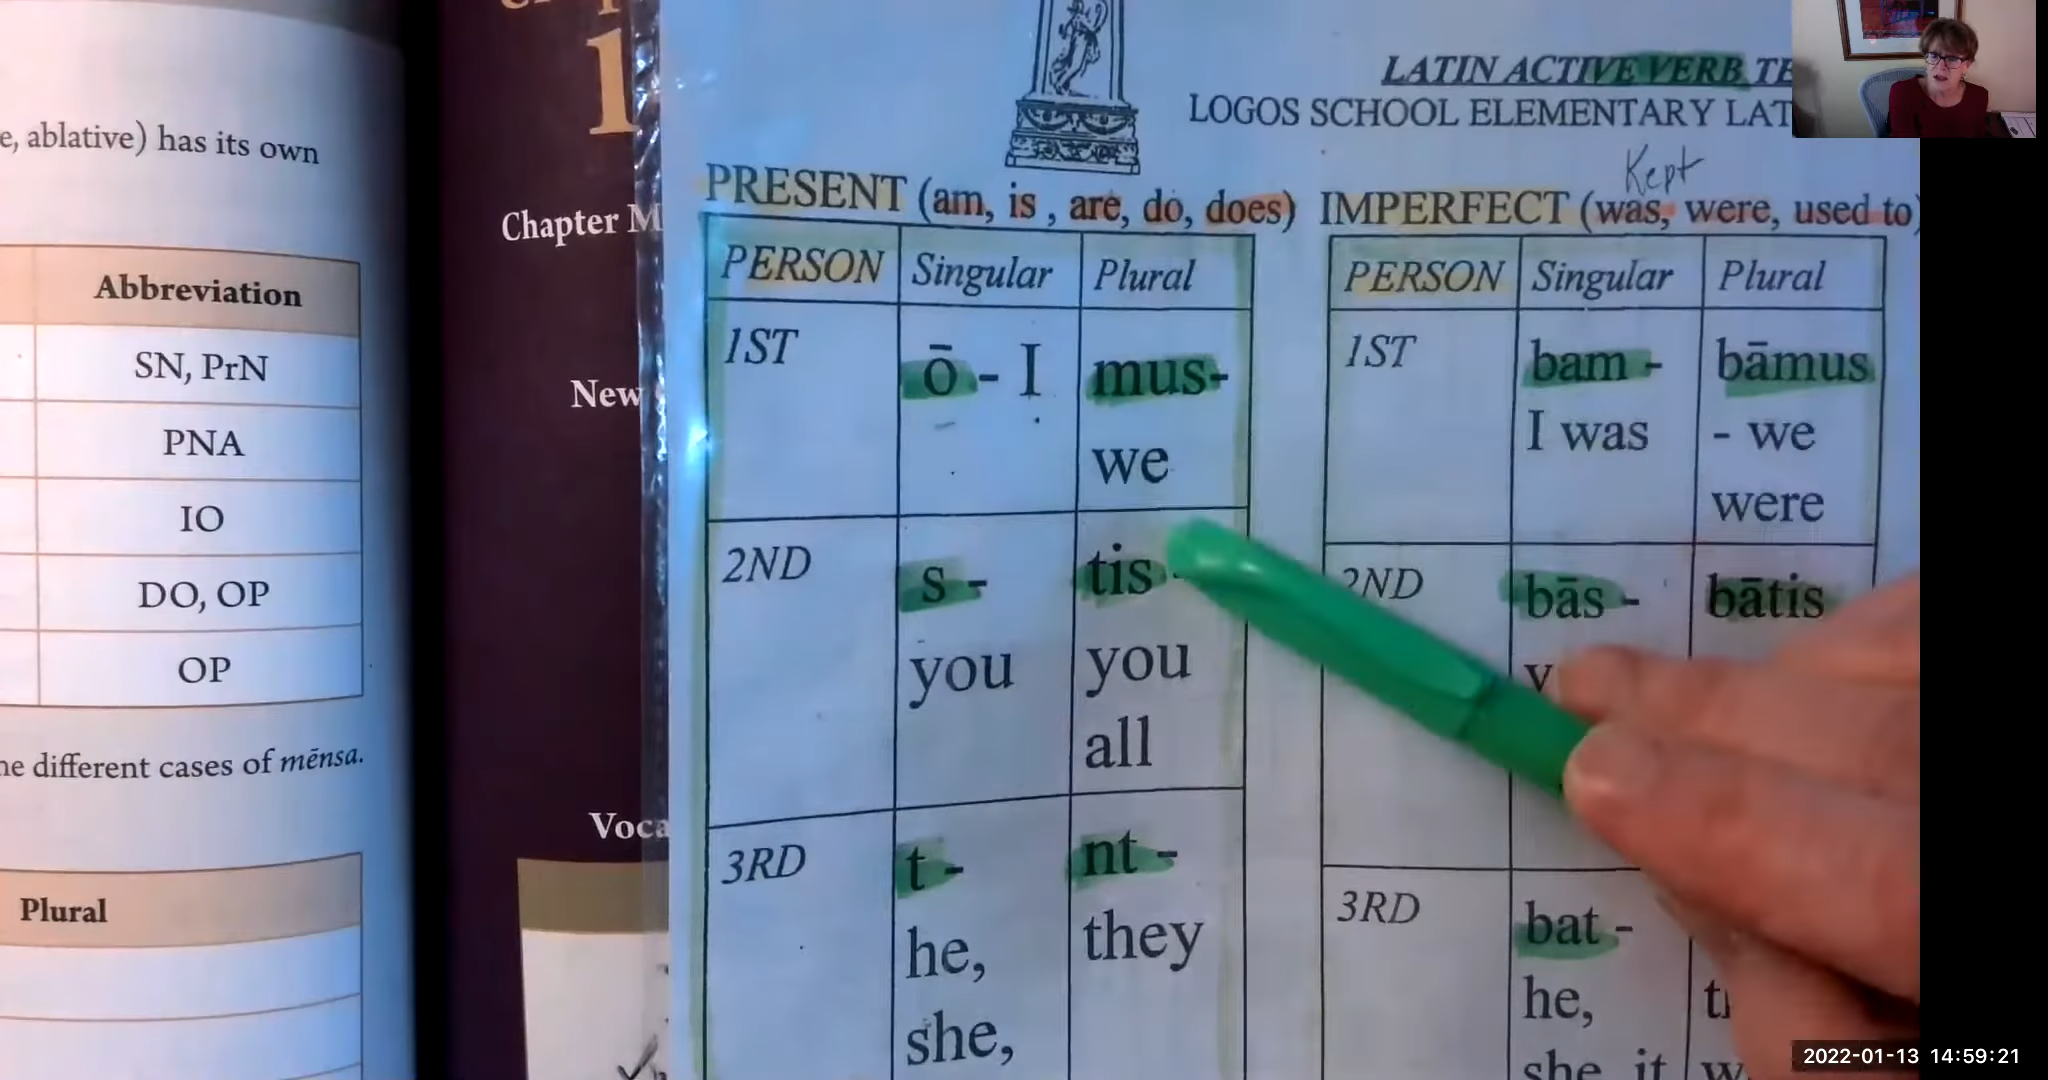 e, ablative) has its own
Abbreviation
SN, PrN
PNA
IO
DO, OP
OP
he different cases of mēnsa.
Plural
1
Chapter M
New
Voca
LATIN ACTIVE VERB TE
LOGOS SCHOOL ELEMENTARY LAT
Kept
PRESENT (am, is , are, do, does)
PERSON Singular Plural
1ST ō - I mus-
we
2ND s - tis -
you you
all
3RD t - nt -
he, they
she,
IMPERFECT (was, were, used to)
PERSON Singular Plural
1ST bam - bāmus
I was - we
were
2ND bās - bātis
3RD bat -
he,
she, it
2022-01-13 14:59:21